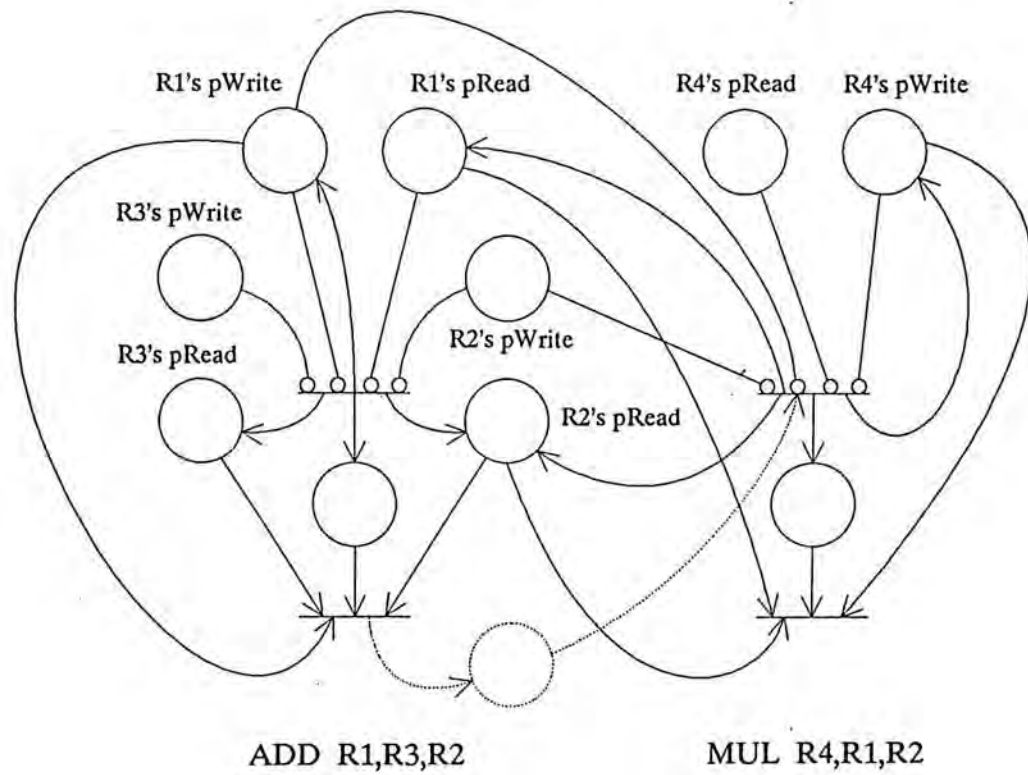 R1's pWrite
R1's pRead
R4's pRead
R4's pWrite
R3's pWrite
R3's pRead
R2's pWrite
R2's pRead
ADD R1,R3,R2
MUL R4,R1,R2